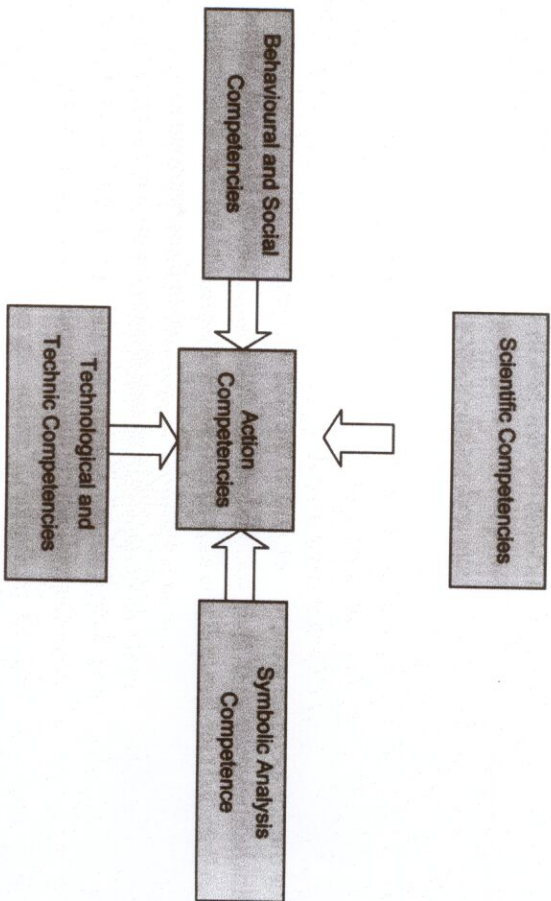 Scientific Competencies
Behavioural and Social
Competencies
Action
Competencies
Symbolic Analysis
Competence
Technological and
Technic Competencies